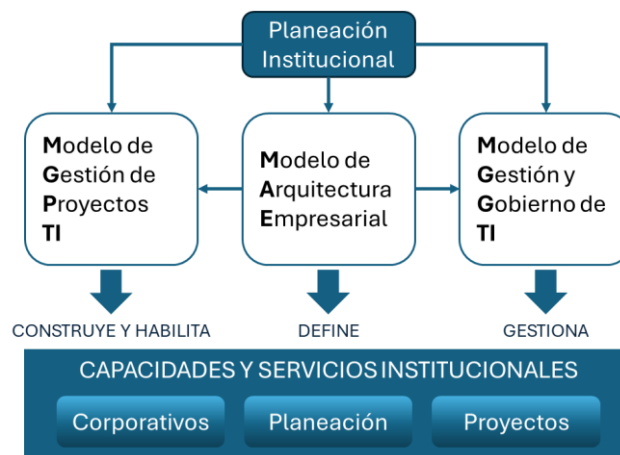 Planeación
Institucional
Modelo de
Gestión de
Proyectos
TI
Modelo de
Arquitectura
Empresarial
Modelo de
Gestión y
Gobierno de
TI
CONSTRUYE Y HABILITA
DEFINE
GESTIONA
CAPACIDADES Y SERVICIOS INSTITUCIONALES
Corporativos
Planeación
Proyectos